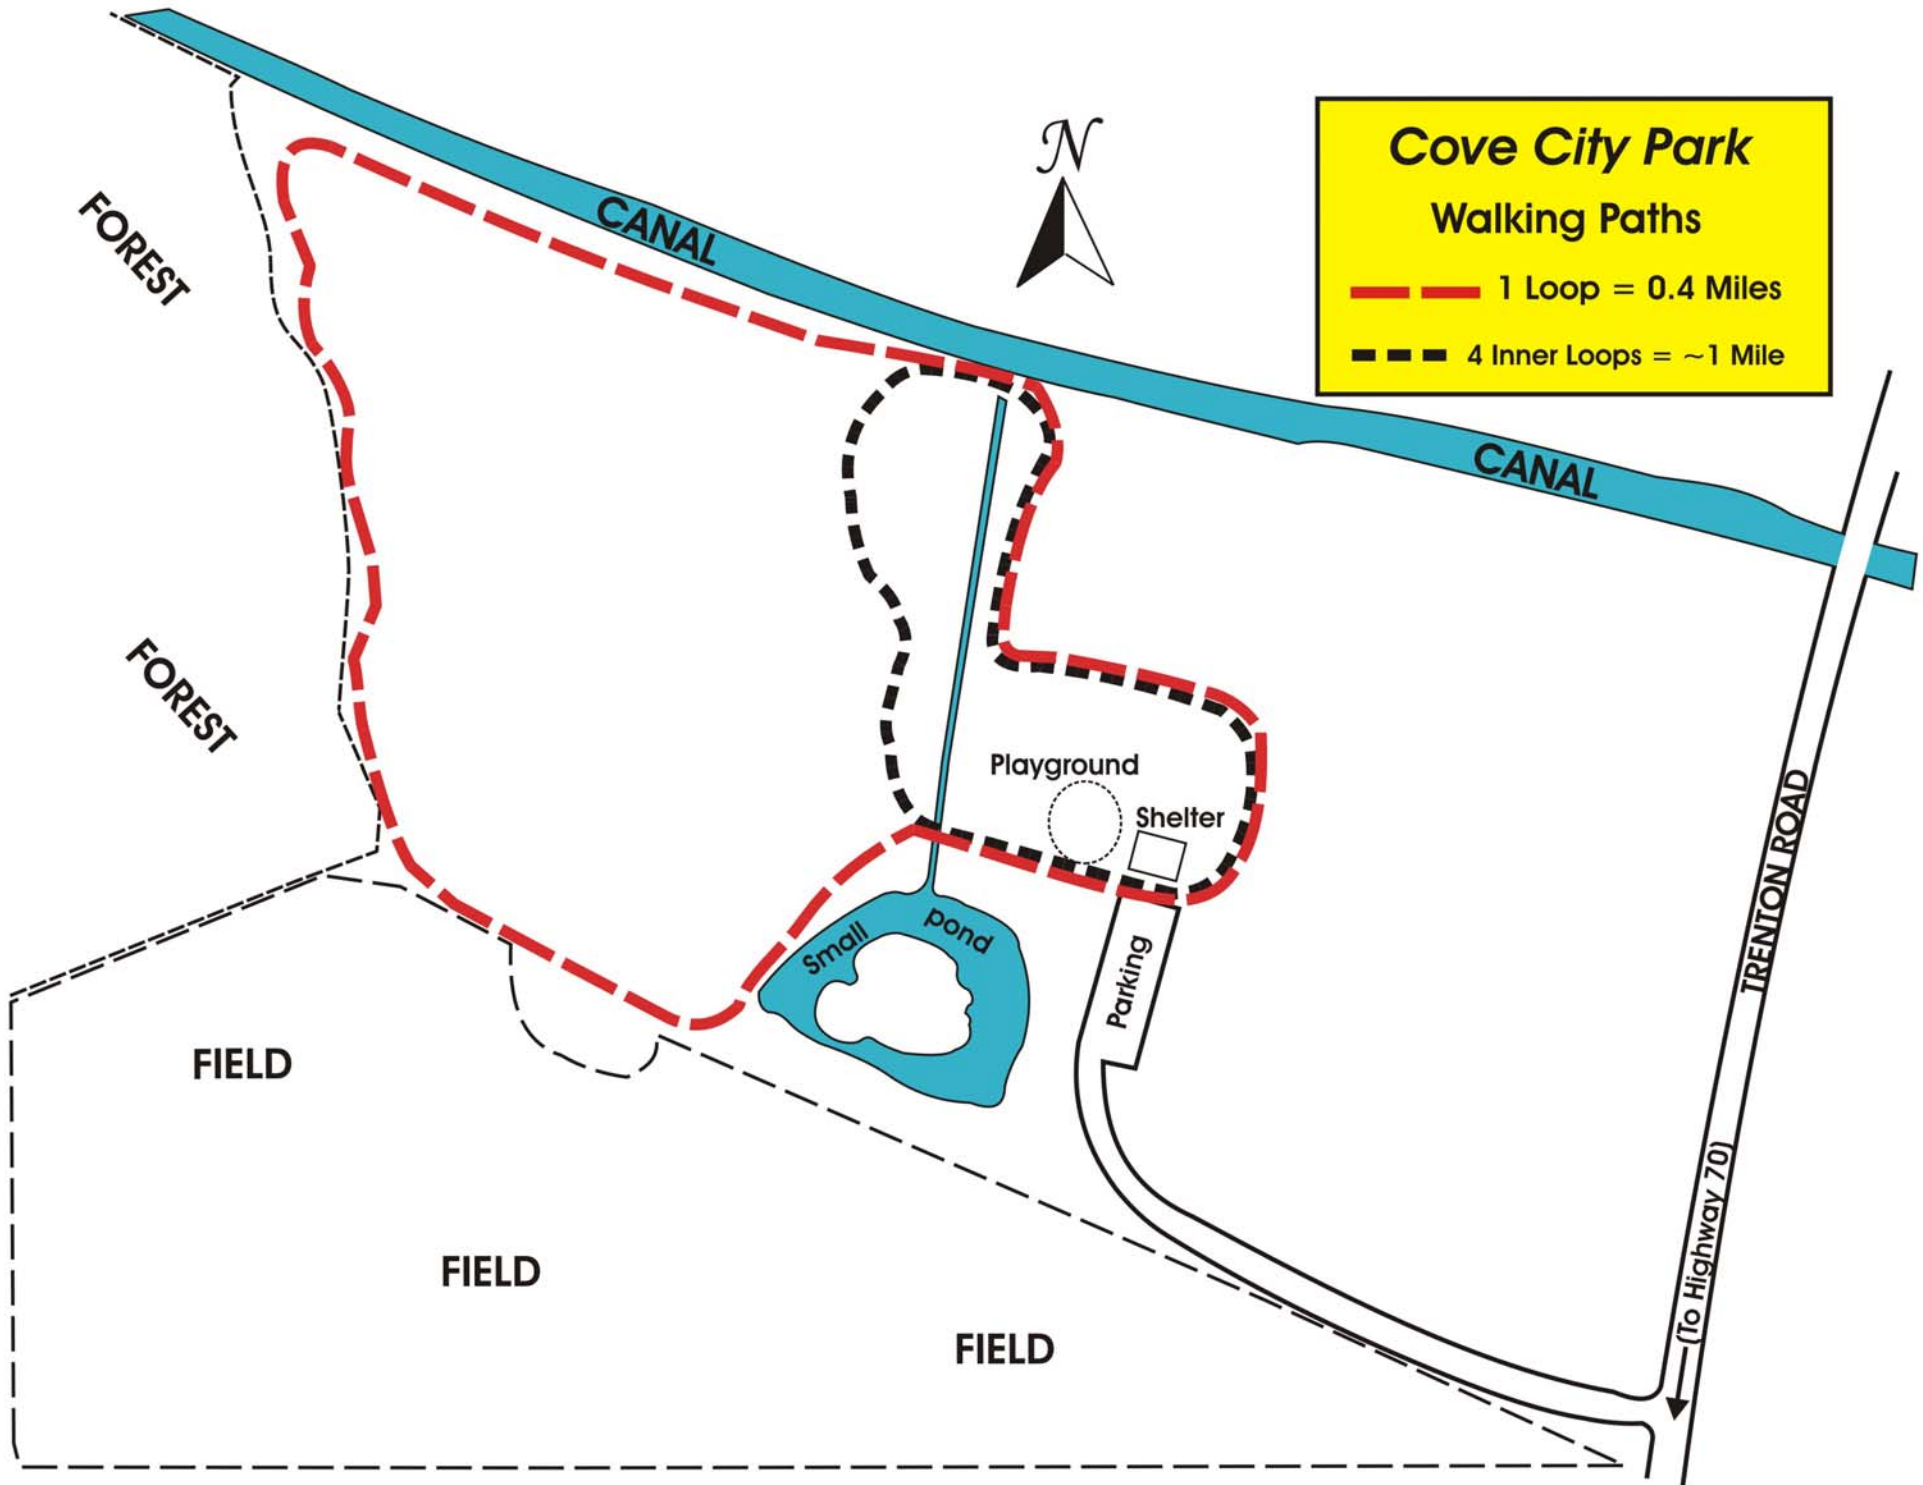 N
Cove City Park
Walking Paths
1 Loop = 0.4 Miles
4 Inner Loops = ~1 Mile
FOREST
CANAL
CANAL
FOREST
Playground
Shelter
TRENTON ROAD
Small pond
Parking
FIELD
(To Highway 70)
FIELD
FIELD